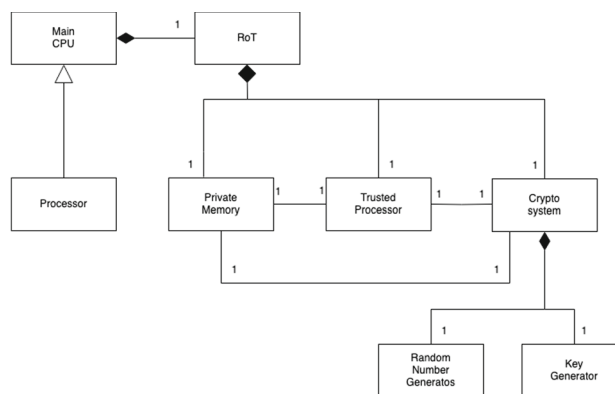 Main
CPU
1
RoT
1
1
1
Processor
Private
Memory
1
1
Trusted
Processor
1
1
Crypto
system
1
1
1
1
Random
Number
Generatos
Key
Generator